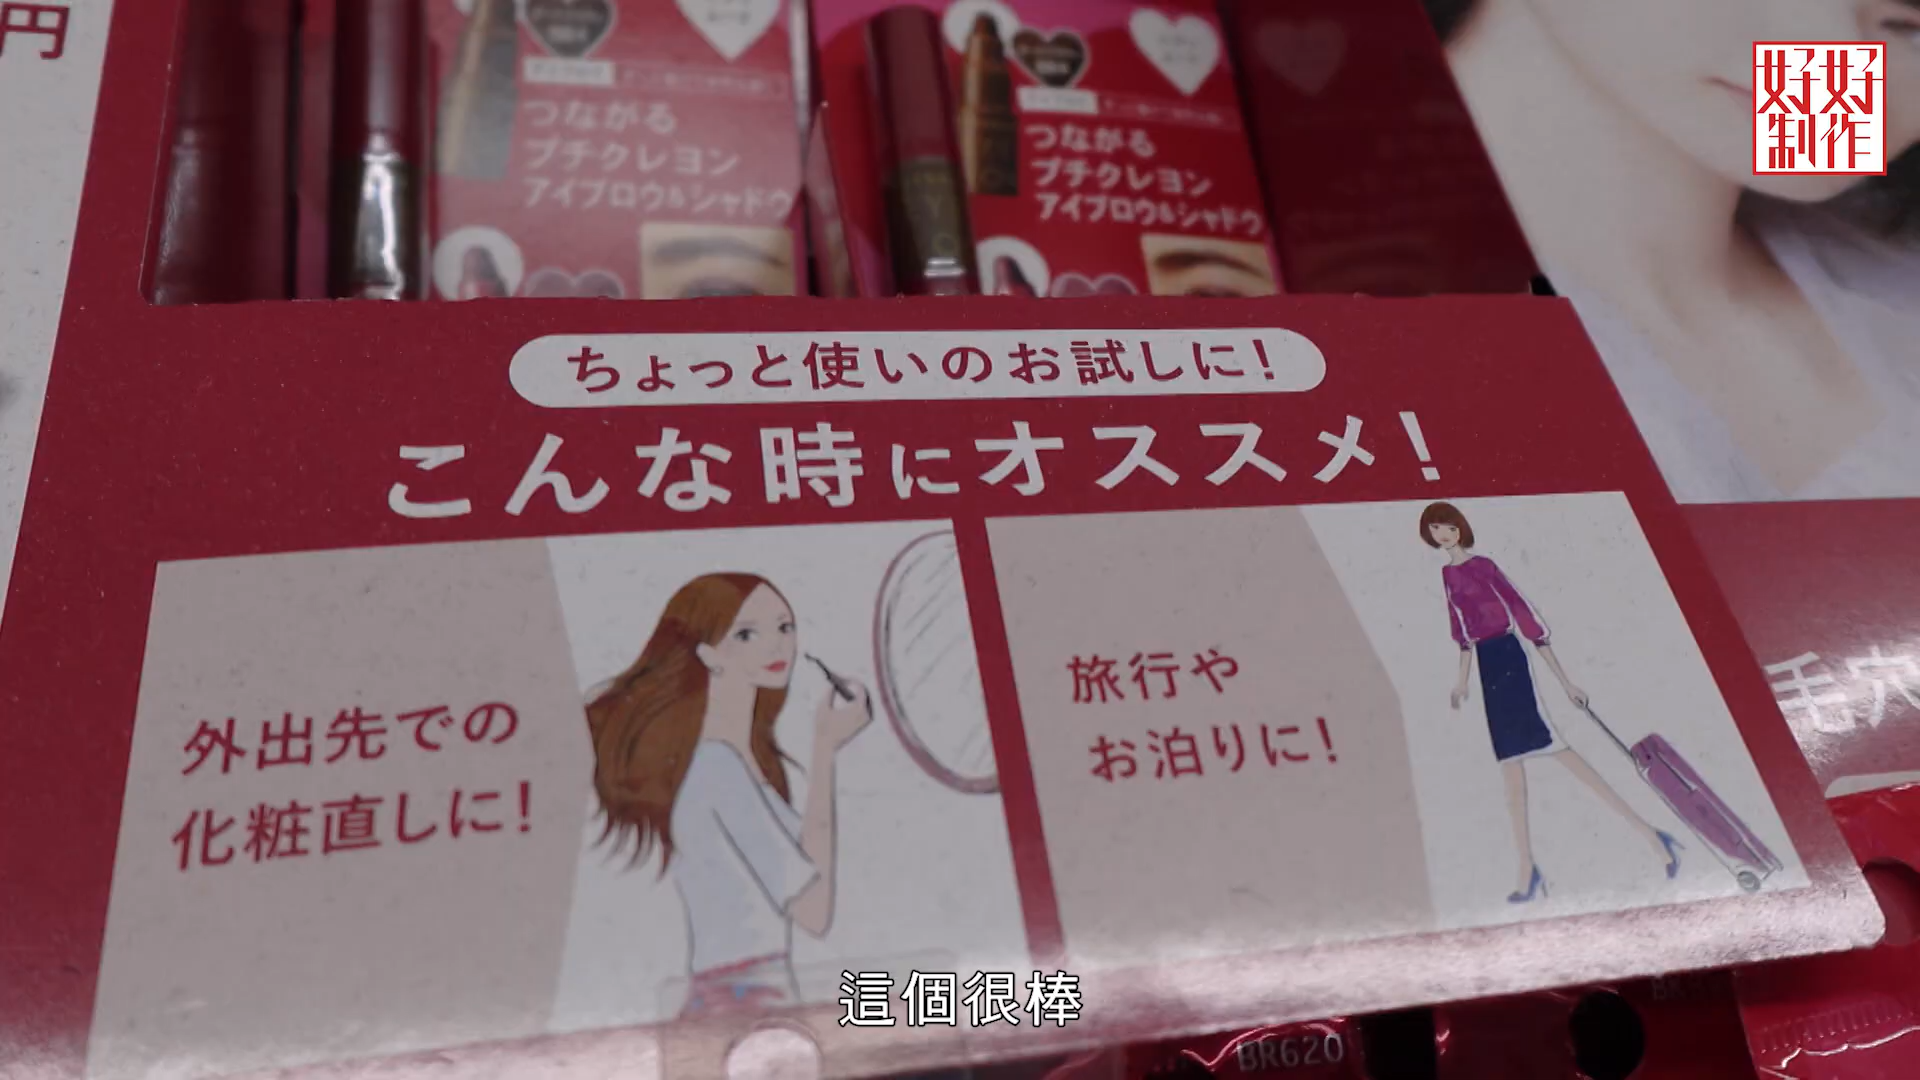 円
つながる
プチクレヨン
アイブロウ&シャドウ
つながる
プチクレヨン
アイブロウ&シャドウ
好好
制作
ちょっと使いのお試しに!
こんな時にオススメ!
外出先での
化粧直しに!
旅行や
お泊りに!
毛穴
這個很棒
BR620